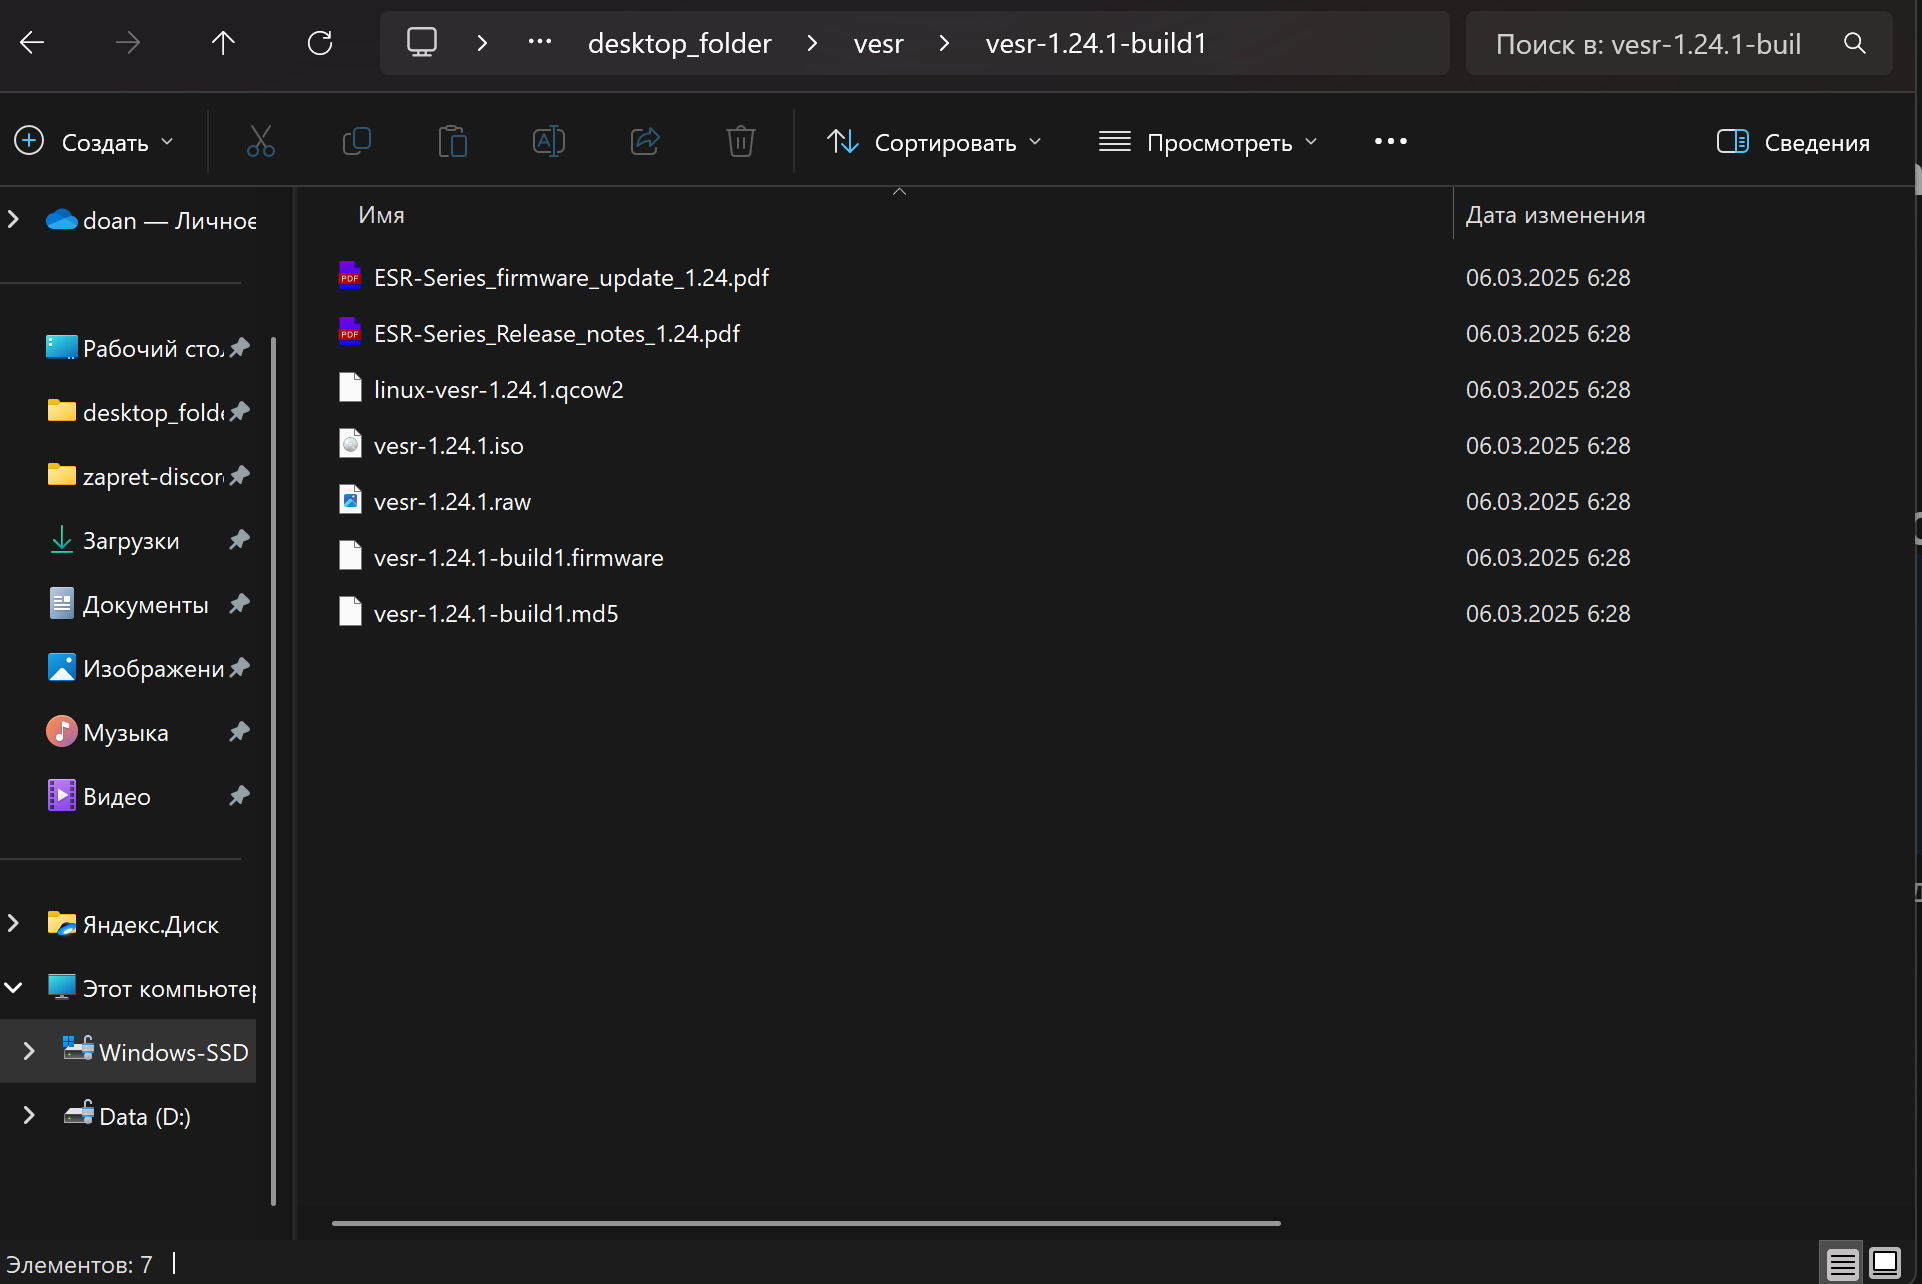 desktop_folder > vesr > vesr-1.24.1-build1
Поиск в: vesr-1.24.1-buil
Создать
Сортировать
Просмотреть
Сведения
doan — Личное
Рабочий стол
desktop_folde
zapret-discor
Загрузки
Документы
Изображени
Музыка
Видео
Яндекс.Диск
Этот компьютер
Windows-SSD
Data (D:)
Имя
Дата изменения
ESR-Series_firmware_update_1.24.pdf 06.03.2025 6:28
ESR-Series_Release_notes_1.24.pdf 06.03.2025 6:28
linux-vesr-1.24.1.qcow2 06.03.2025 6:28
vesr-1.24.1.iso 06.03.2025 6:28
vesr-1.24.1.raw 06.03.2025 6:28
vesr-1.24.1-build1.firmware 06.03.2025 6:28
vesr-1.24.1-build1.md5 06.03.2025 6:28
Элементов: 7